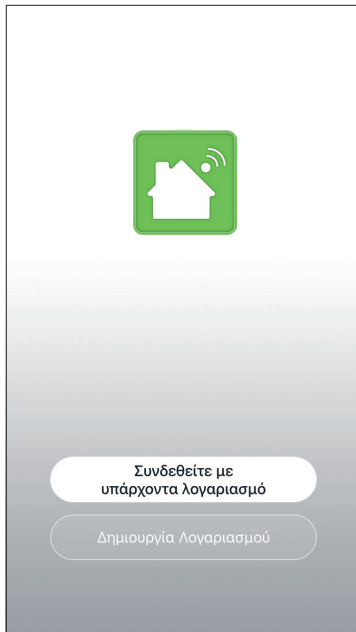 Συνδεθείτε με
υπάρχοντα λογαριασμό
Δημιουργία Λογαριασμού